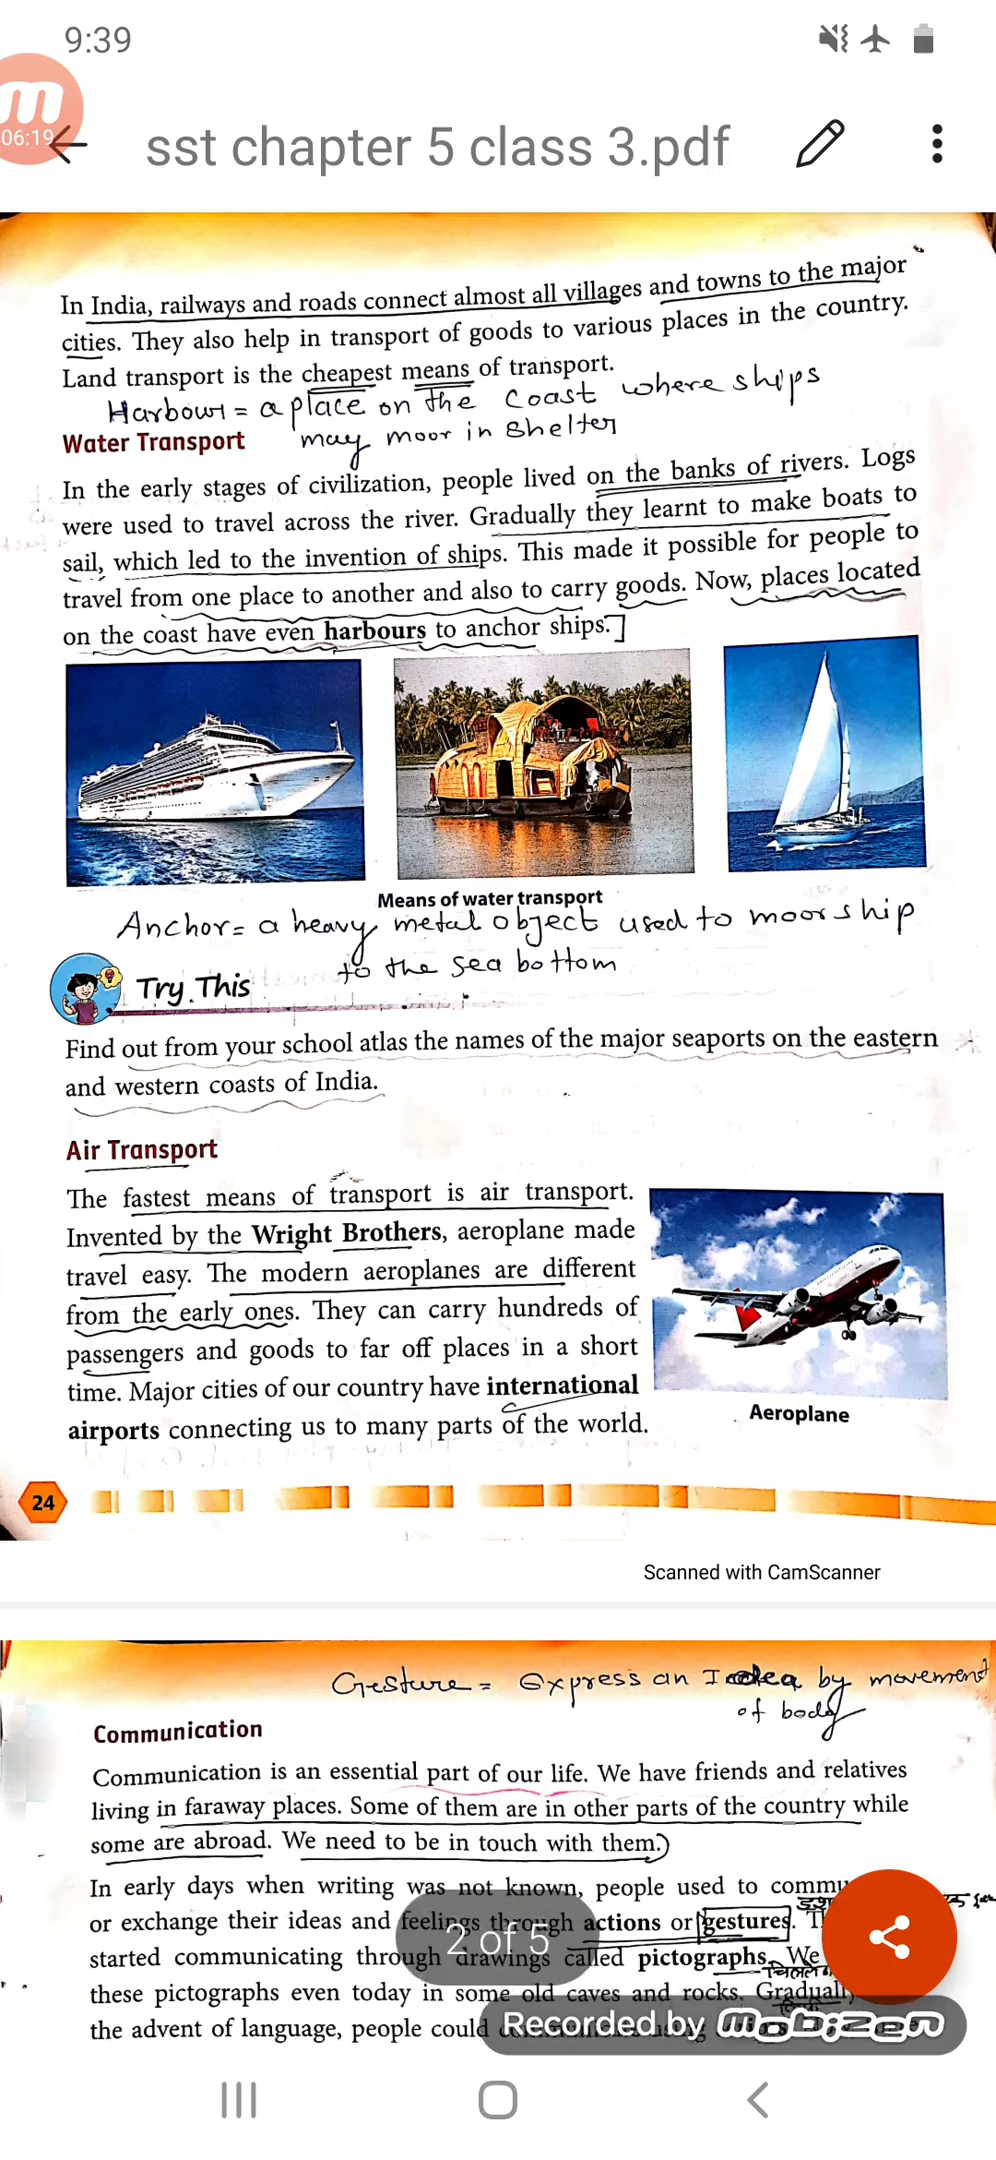 9:39
06:19
sst chapter 5 class 3.pdf
In India, railways and roads connect almost all villages and towns to the major
cities. They also help in transport of goods to various places in the country.
Land transport is the cheapest means of transport.
Harbour = a place on the coast where ships
may moor in shelter
Water Transport
In the early stages of civilization, people lived on the banks of rivers. Logs
were used to travel across the river. Gradually they learnt to make boats to
sail, which led to the invention of ships. This made it possible for people to
travel from one place to another and also to carry goods. Now, places located
on the coast have even harbours to anchor ships.]
Means of water transport
Anchor = a heavy metal object used to moor ship
to the sea bottom
Try This
Find out from your school atlas the names of the major seaports on the eastern
and western coasts of India.
Air Transport
The fastest means of transport is air transport.
Invented by the Wright Brothers, aeroplane made
travel easy. The modern aeroplanes are different
from the early ones. They can carry hundreds of
passengers and goods to far off places in a short
time. Major cities of our country have international
airports connecting us to many parts of the world.
Aeroplane
24
Scanned with CamScanner
Gesture = Express an Idea by movement
of body
Communication
Communication is an essential part of our life. We have friends and relatives
living in faraway places. Some of them are in other parts of the country while
some are abroad. We need to be in touch with them.)
In early days when writing was not known, people used to commu
or exchange their ideas and feelings through actions or gestures. T
started communicating through drawings called pictographs. We
these pictographs even today in some old caves and rocks. Gradually
the advent of language, people could
2 of 5
Recorded by mobizen